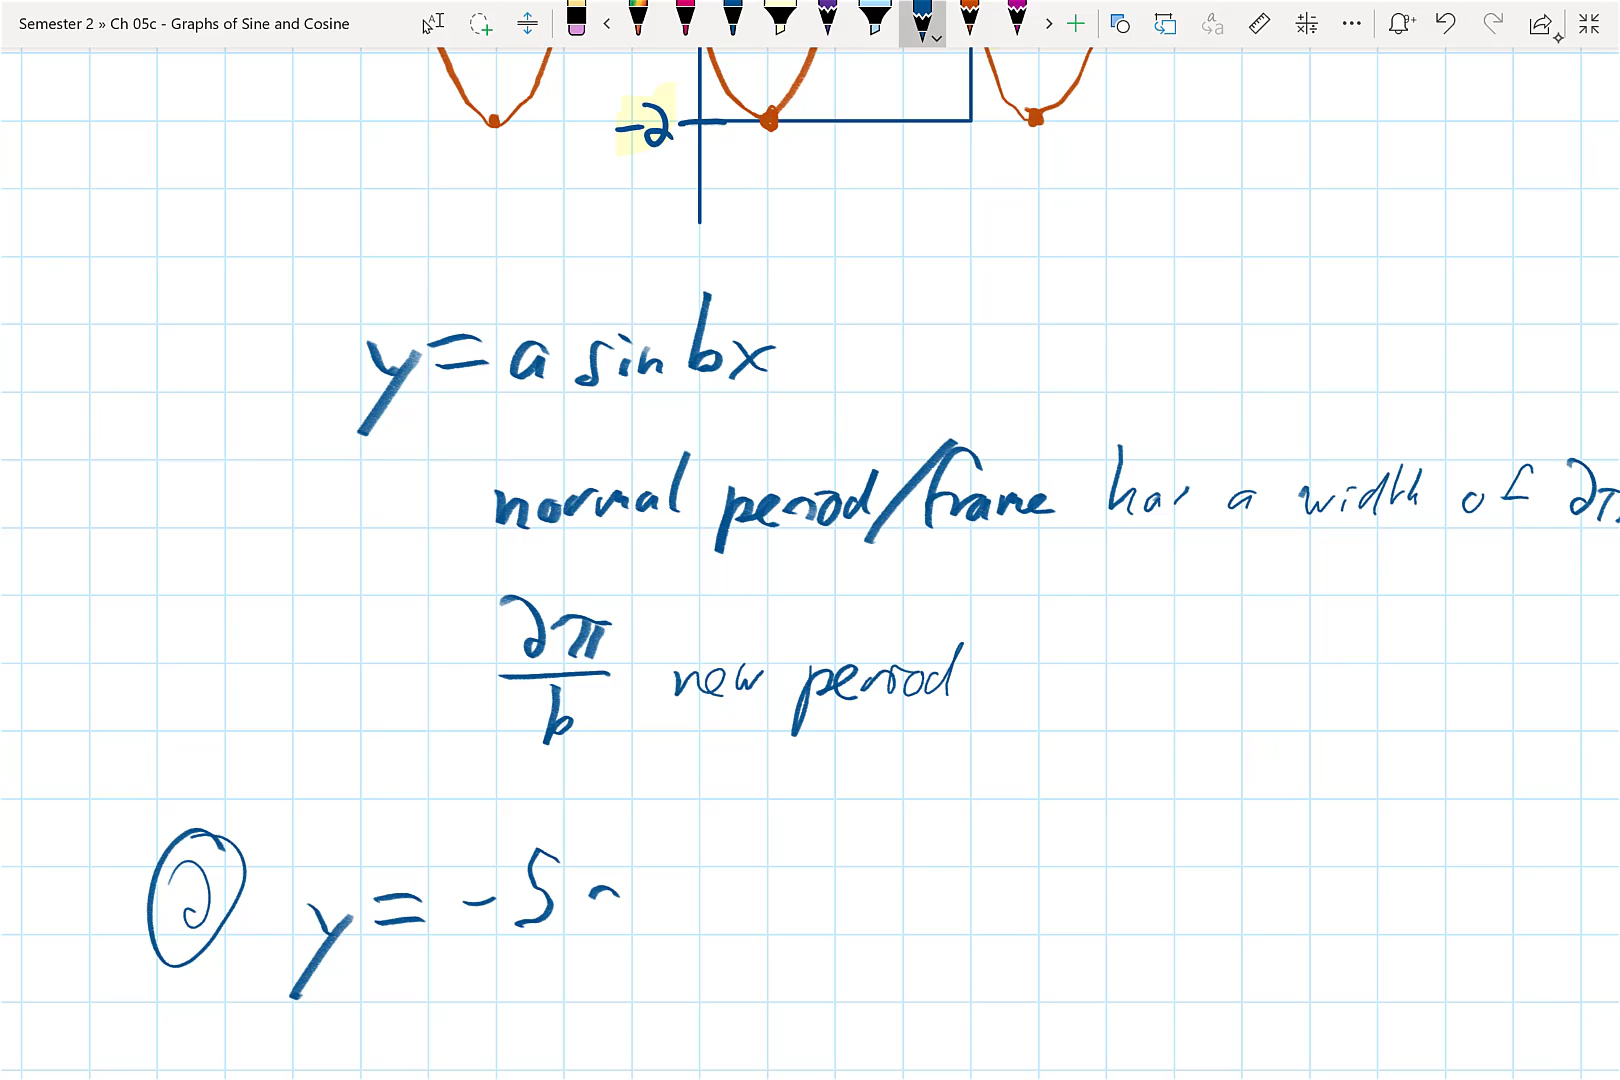 Semester 2 » Ch 05c - Graphs of Sine and Cosine
-2
y = a sin bx
normal period/frame has a width of 2π
2π
b
new period
2
y = -5